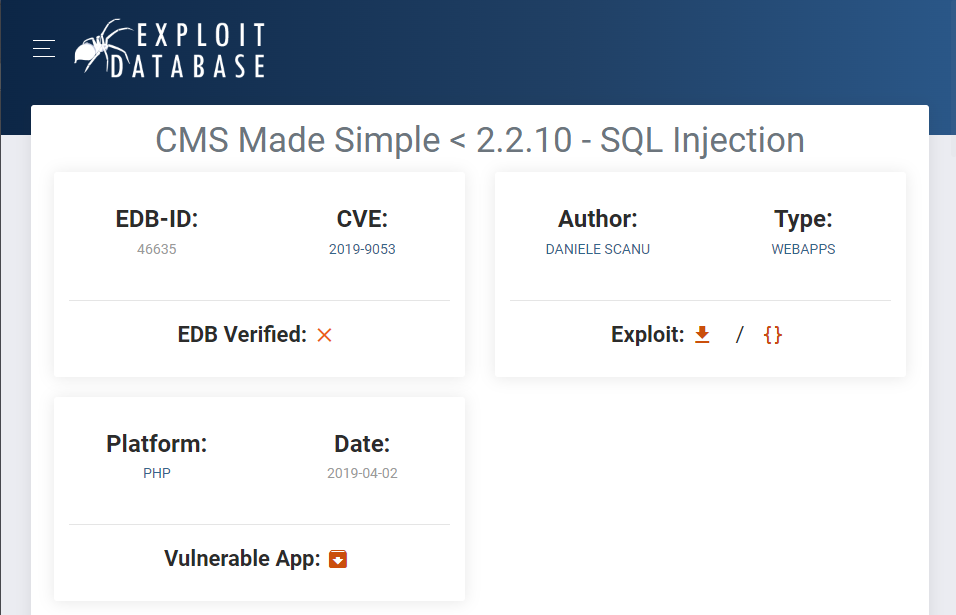 EXPLOIT
DATABASE
CMS Made Simple < 2.2.10 - SQL Injection
EDB-ID:
46635
CVE:
2019-9053
EDB Verified:
Author:
DANIELE SCANU
Type:
WEBAPPS
Exploit: / {}
Platform:
PHP
Date:
2019-04-02
Vulnerable App: